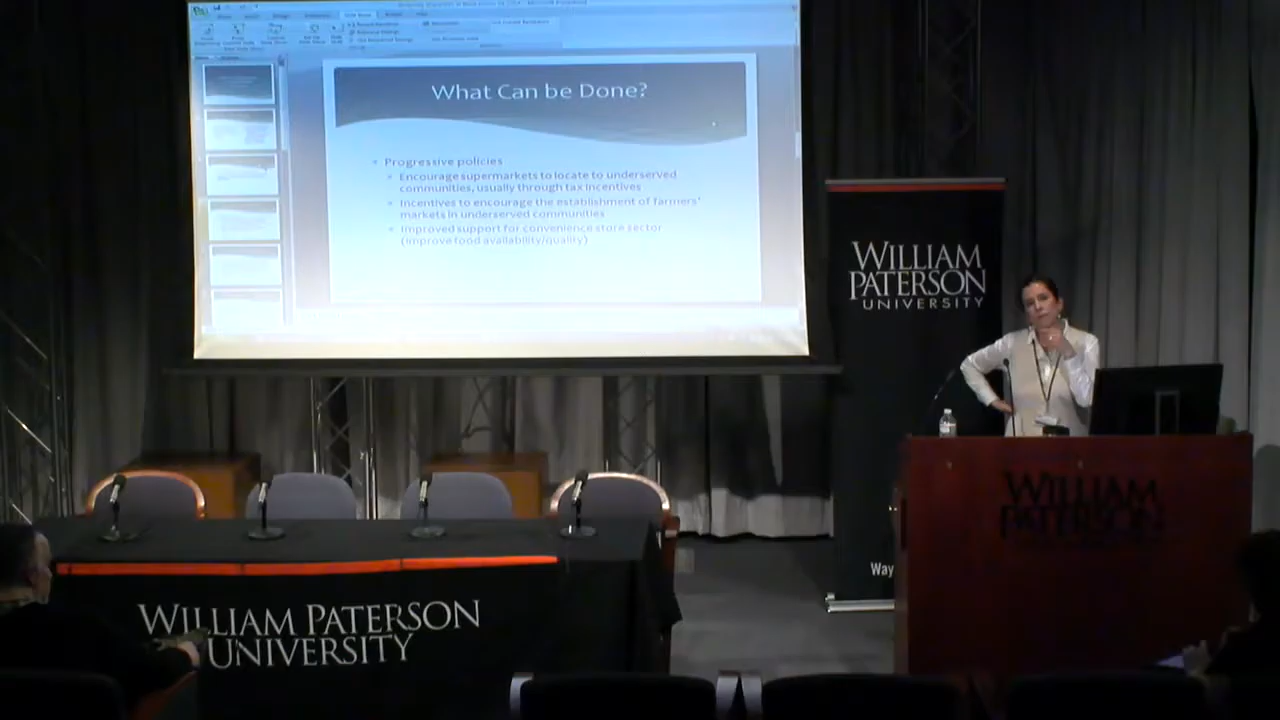 What Can be Done?
Progressive policies
Encourage supermarkets to locate to underserved
communities, usually through tax incentives
Incentives to encourage the establishment of farmers'
markets in underserved communities
Improved support for convenience store sector
(improve food availability/quality)
WILLIAM
PATERSON
UNIVERSITY
Way
WILLIAM
PATERSON
WILLIAM PATERSON
UNIVERSITY